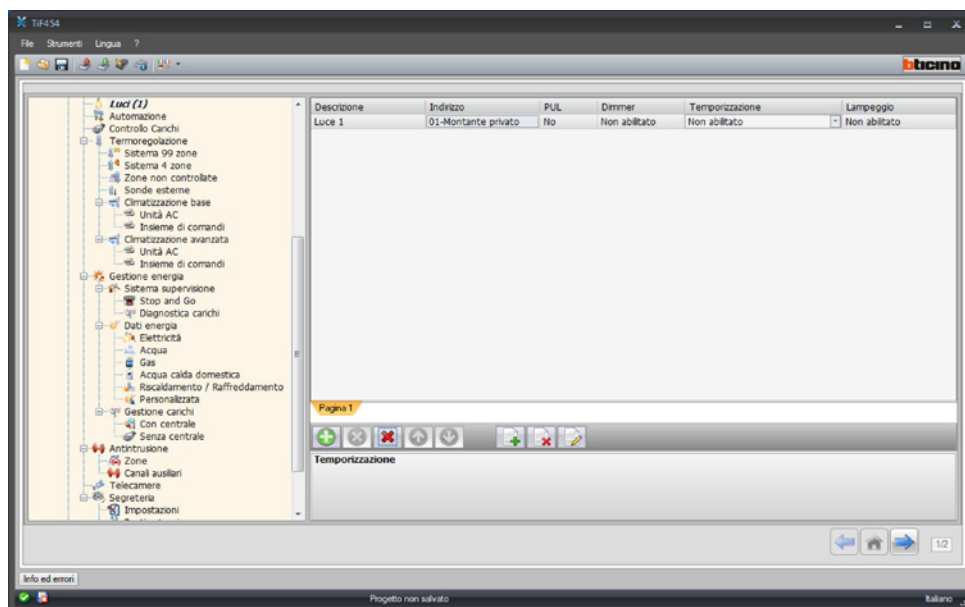 TiF454
File Strumenti Lingua ?
bticino
Luci (1)
Automazione
Controllo Carichi
Termoregolazione
Sistema 99 zone
Sistema 4 zone
Zone non controllate
Sonde esterne
Climatizzazione base
Unità AC
Insieme di comandi
Climatizzazione avanzata
Unità AC
Insieme di comandi
Gestione energia
Sistema supervisione
Stop and Go
Diagnostica carichi
Dati energia
Elettricità
Acqua
Gas
Acqua calda domestica
Riscaldamento / Raffreddamento
Personalizzata
Gestione carichi
Con centrale
Senza centrale
Antintrusione
Zone
Canali ausiliari
Telecamere
Segreteria
Impostazioni
Descrizione Indirizzo PUL Dimmer Temporizzazione Lampeggio
Luce 1 01-Montante privato No Non abilitato Non abilitato Non abilitato
Pagina 1
Temporizzazione
1/2
Info ed errori
Progetto non salvato Italiano